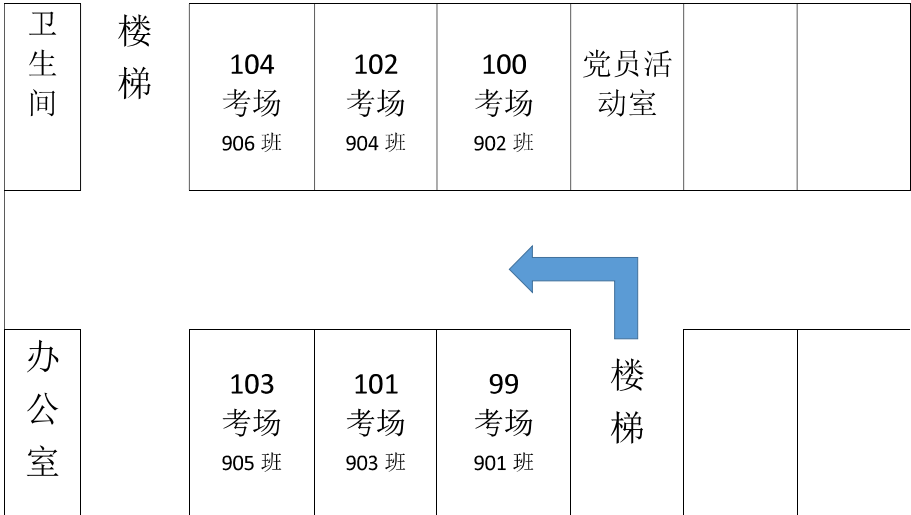 卫生间
楼梯
104
考场
906 班
102
考场
904 班
100
考场
902 班
党员活
动室
办公室
103
考场
905 班
101
考场
903 班
99
考场
901 班
楼梯